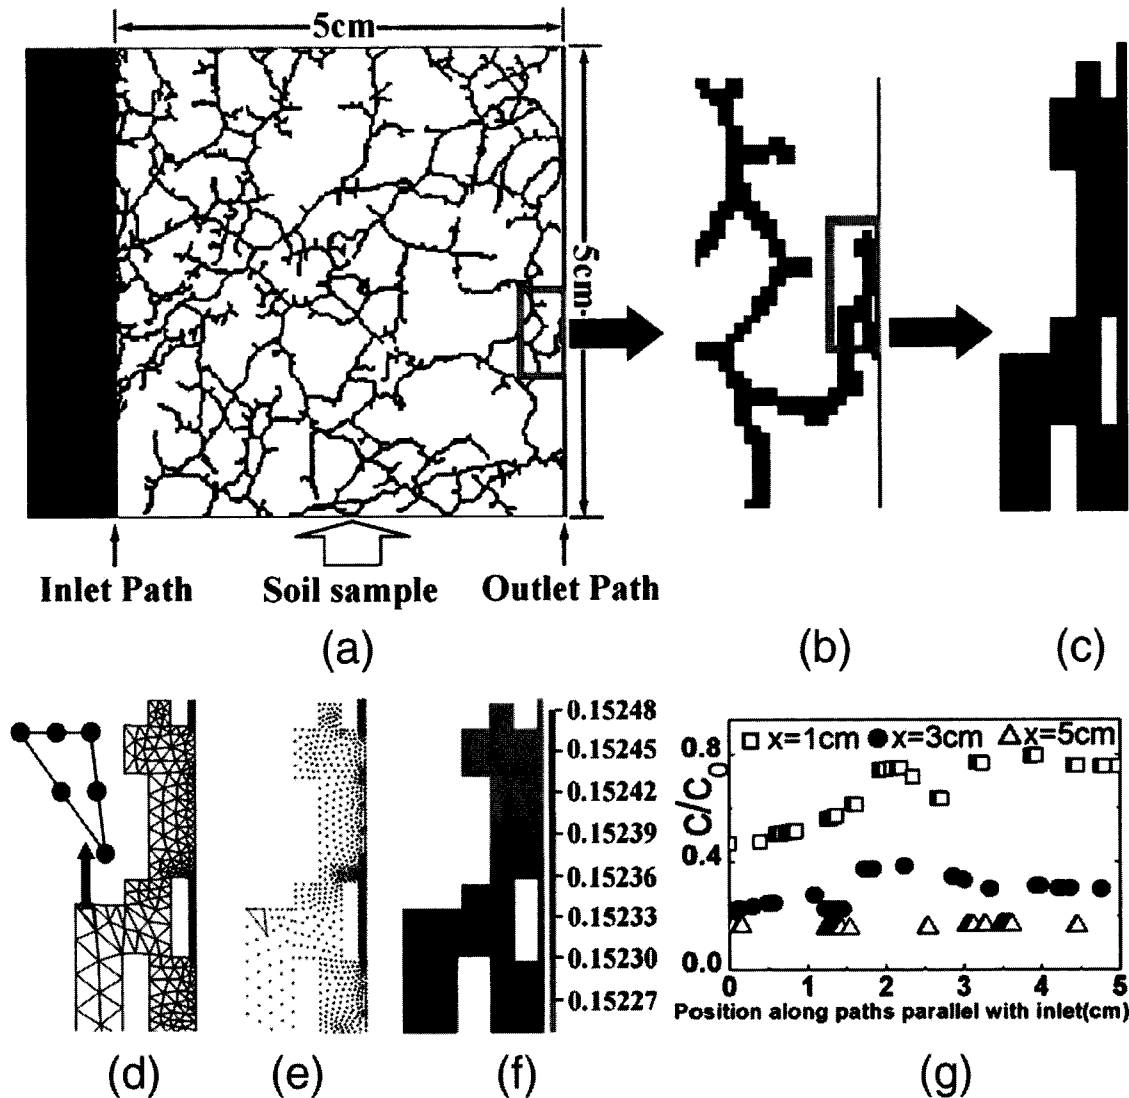 5cm
5cm
Inlet Path
Soil sample
Outlet Path
(a)
(b)
(c)
0.15248
0.15245
0.15242
0.15239
0.15236
0.15233
0.15230
0.15227
(d)
(e)
(f)
x=1cm x=3cm x=5cm
c/c0
0.8
0.4
0.0
0 1 2 3 4 5
Position along paths parallel with inlet(cm)
(g)